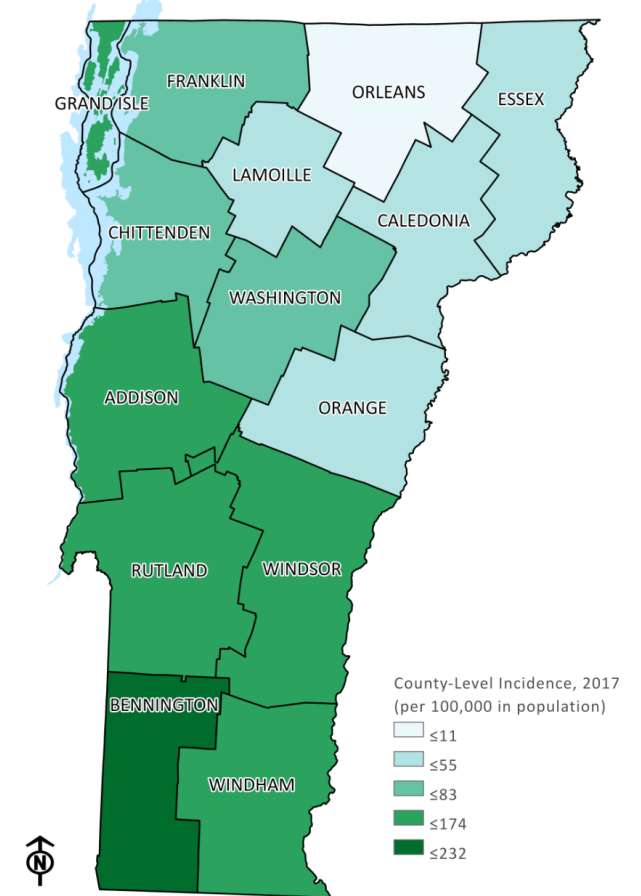 FRANKLIN
ORLEANS
ESSEX
GRAND ISLE
LAMOILLE
CALEDONIA
CHITTENDEN
WASHINGTON
ADDISON
ORANGE
RUTLAND
WINDSOR
BENNINGTON
WINDHAM
County-Level Incidence, 2017
(per 100,000 in population)
≤11
≤55
≤83
≤174
≤232
N